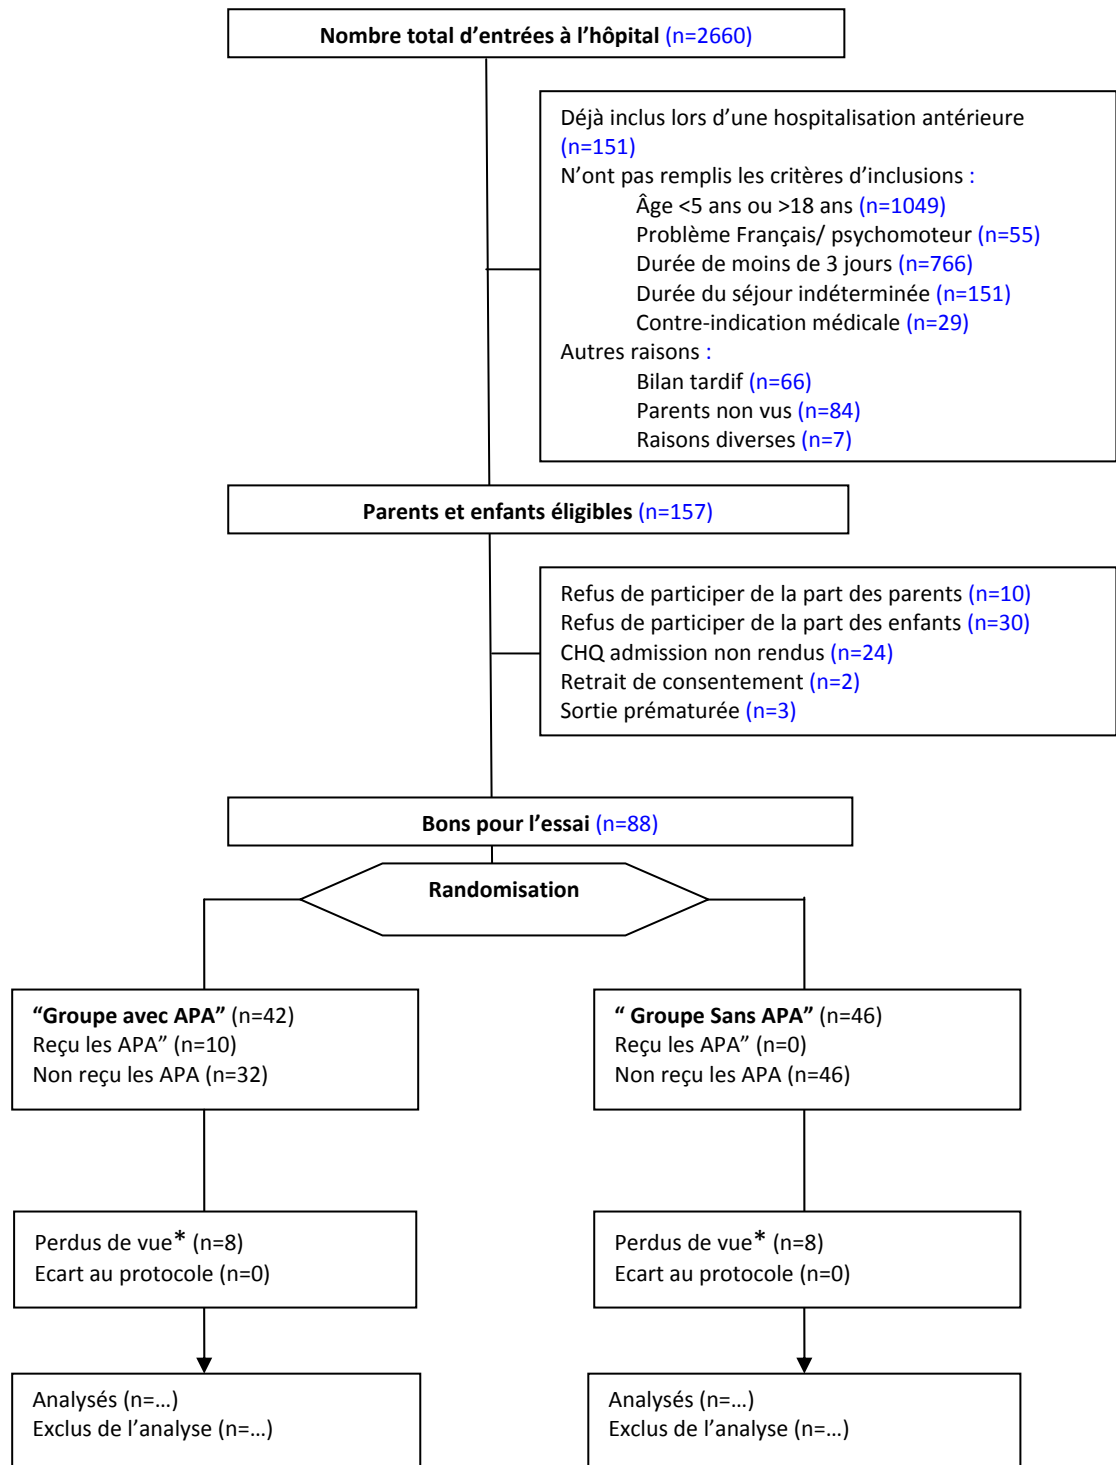 Nombre total d’entrées à l’hôpital (n=2660)
Déjà inclus lors d’une hospitalisation antérieure
(n=151)
N’ont pas remplis les critères d’inclusions :
Âge <5 ans ou >18 ans (n=1049)
Problème Français/ psychomoteur (n=55)
Durée de moins de 3 jours (n=766)
Durée du séjour indéterminée (n=151)
Contre-indication médicale (n=29)
Autres raisons :
Bilan tardif (n=66)
Parents non vus (n=84)
Raisons diverses (n=7)
Parents et enfants éligibles (n=157)
Refus de participer de la part des parents (n=10)
Refus de participer de la part des enfants (n=30)
CHQ admission non rendus (n=24)
Retrait de consentement (n=2)
Sortie prématurée (n=3)
Bons pour l’essai (n=88)
Randomisation
“Groupe avec APA” (n=42)
Reçu les APA” (n=10)
Non reçu les APA (n=32)
“ Groupe Sans APA” (n=46)
Reçu les APA” (n=0)
Non reçu les APA (n=46)
Perdus de vue* (n=8)
Ecart au protocole (n=0)
Perdus de vue* (n=8)
Ecart au protocole (n=0)
Analysés (n=…)
Exclus de l’analyse (n=…)
Analysés (n=…)
Exclus de l’analyse (n=…)